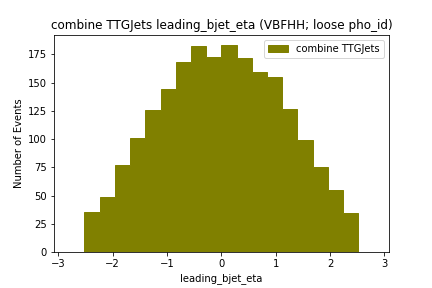 combine TTGJets leading_bjet_eta (VBFHH; loose pho_id)
combine TTGJets
175
150
125
100
75
50
25
0
Number of Events
−3 −2 −1 0 1 2 3
leading_bjet_eta